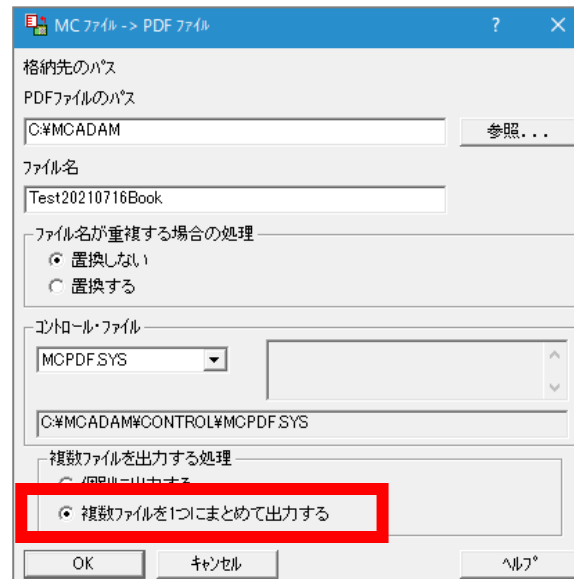 MC ﾌｧｲﾙ -> PDF ﾌｧｲﾙ
格納先のﾊﾟｽ
PDFﾌｧｲﾙのﾊﾟｽ
C:¥MCADAM
参照...
ﾌｧｲﾙ名
Test20210716Book
ﾌｧｲﾙ名が重複する場合の処理
置換しない
置換する
ｺﾝﾄﾛｰﾙ･ﾌｧｲﾙ
MCPDF.SYS
C:¥MCADAM¥CONTROL¥MCPDF.SYS
複数ﾌｧｲﾙを出力する処理
複数ﾌｧｲﾙを1つにまとめて出力する
OK
ｷｬﾝｾﾙ
ﾍﾙﾌﾟ